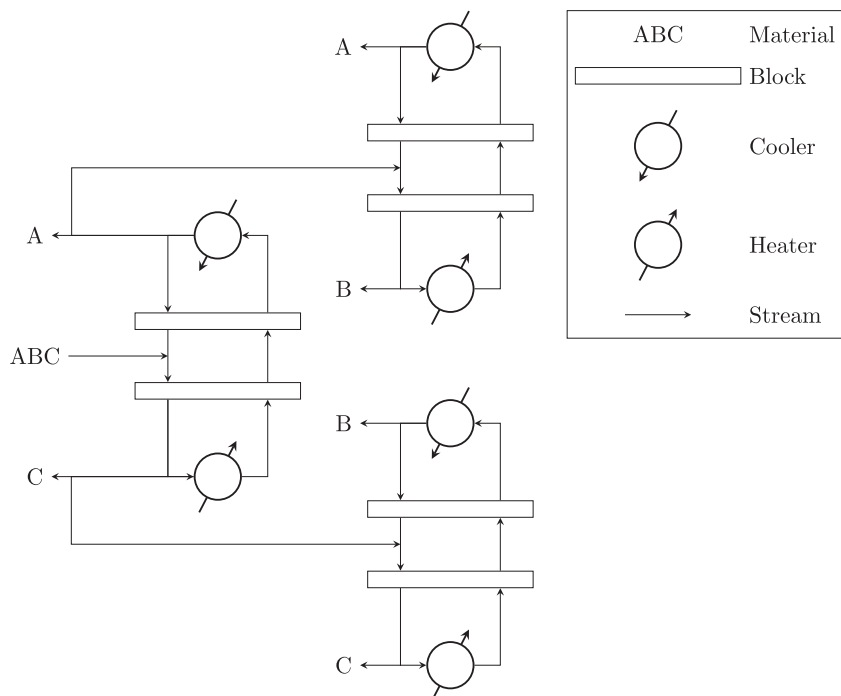 A
B
A
ABC
C
B
C
ABC Material
Block
Cooler
Heater
Stream